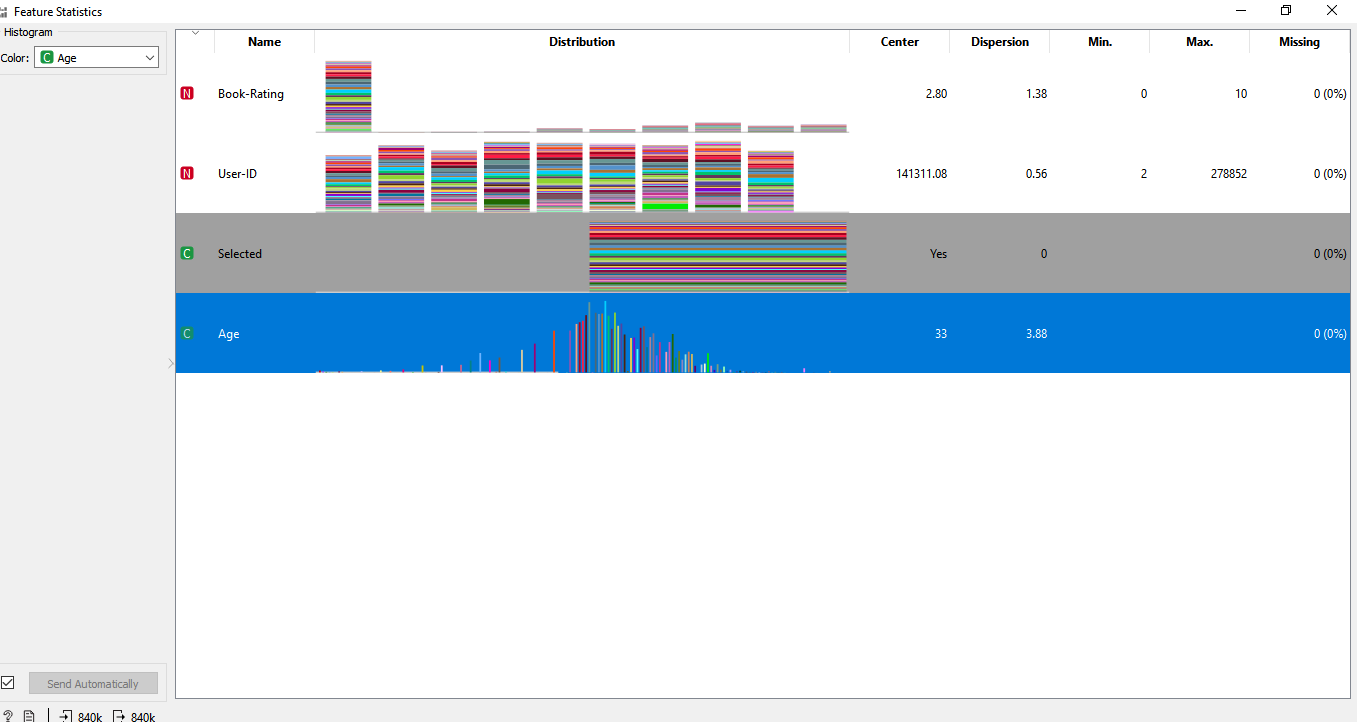 Feature Statistics
Histogram
Color: C Age
Name Distribution Center Dispersion Min. Max. Missing
N Book-Rating 2.80 1.38 0 10 0 (0%)
N User-ID 141311.08 0.56 2 278852 0 (0%)
C Selected Yes 0 0 (0%)
C Age 33 3.88 0 (0%)
Send Automatically
? 840k 840k